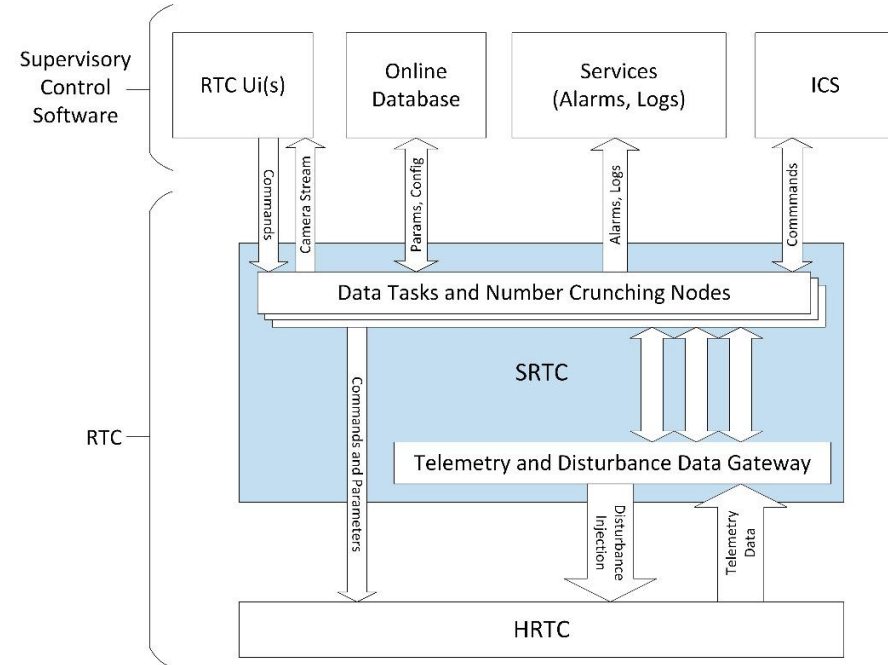 Supervisory
Control
Software
RTC Ui(s)
Online
Database
Services
(Alarms, Logs)
ICS
Commands
Camera Stream
Params, Config
Alarms, Logs
Commmands
Data Tasks and Number Crunching Nodes
SRTC
RTC
Commands and Parameters
Telemetry and Disturbance Data Gateway
Disturbance
Injection
Telemetry
Data
HRTC